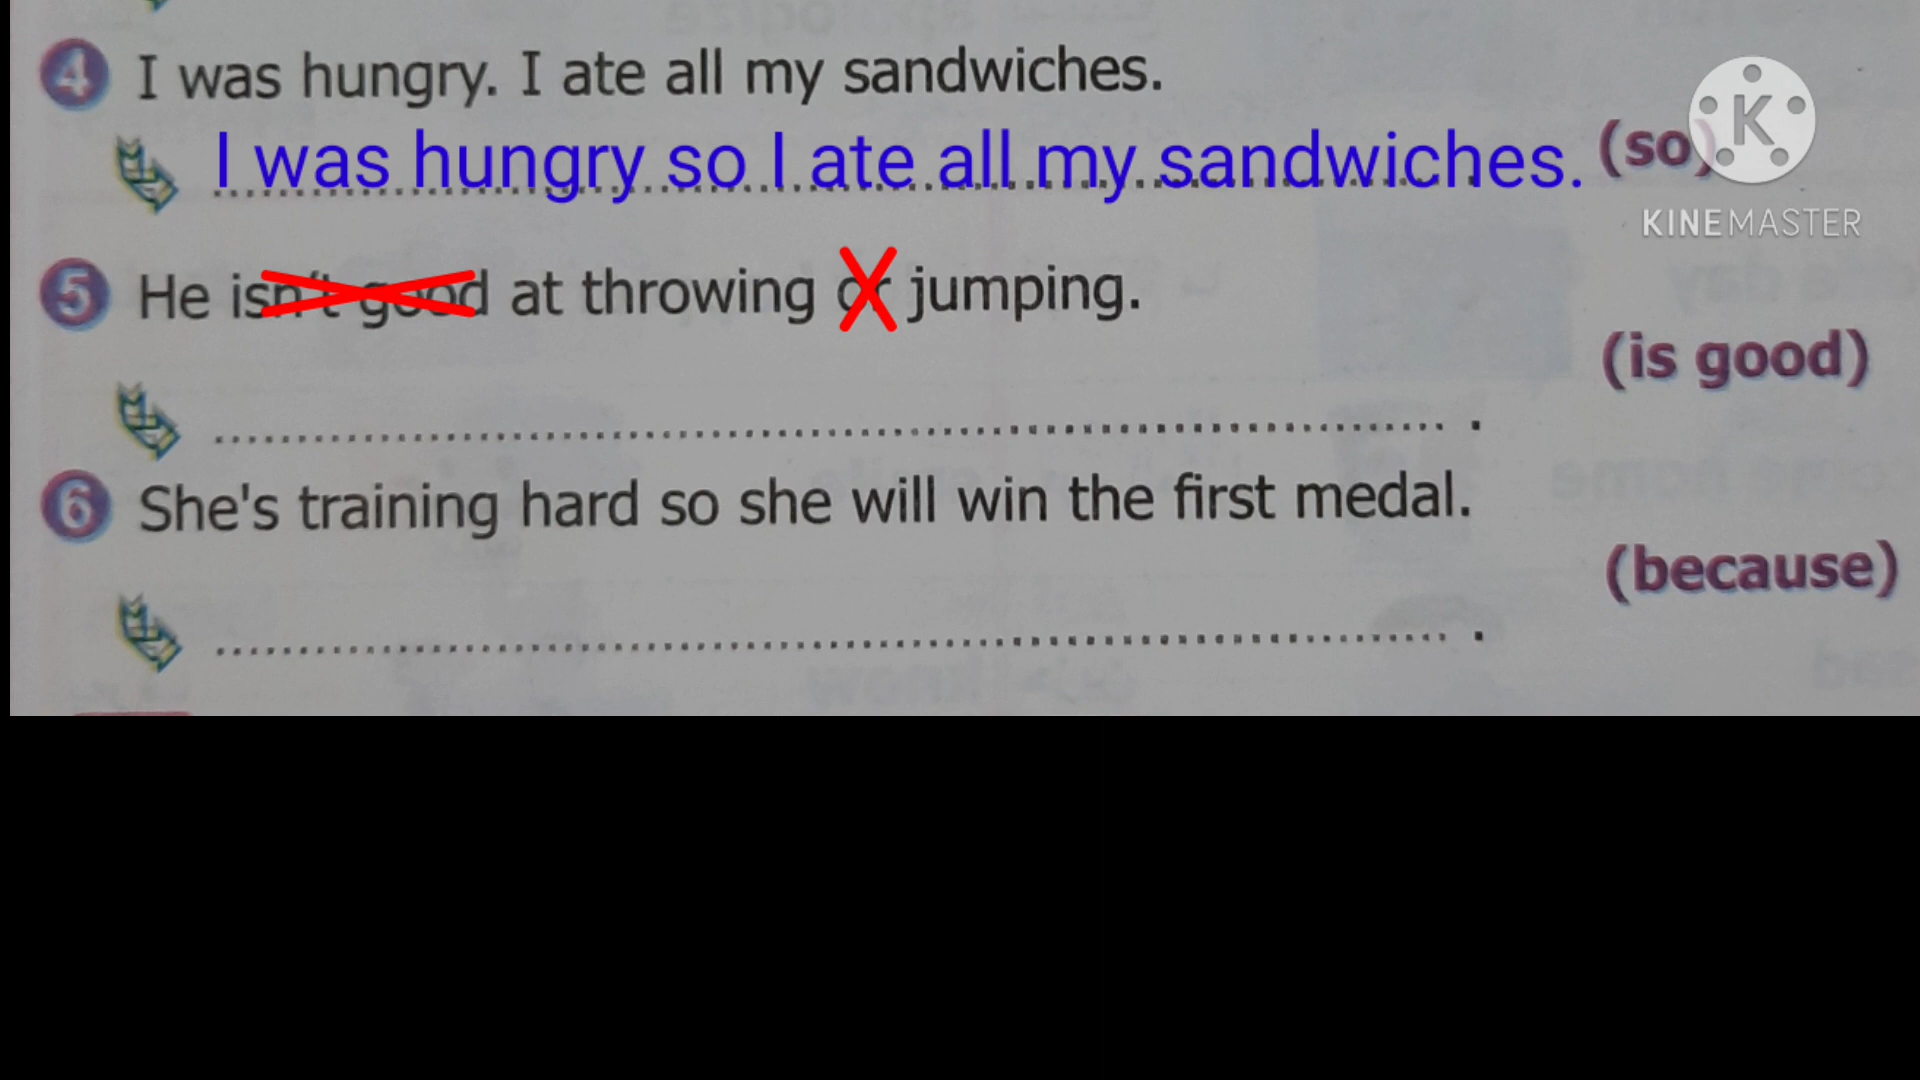 4 I was hungry. I ate all my sandwiches.
I was hungry so I ate all my sandwiches. (so)
KINEMASTER
5 He isn't good at throwing or jumping.
(is good)
6 She's training hard so she will win the first medal.
(because)